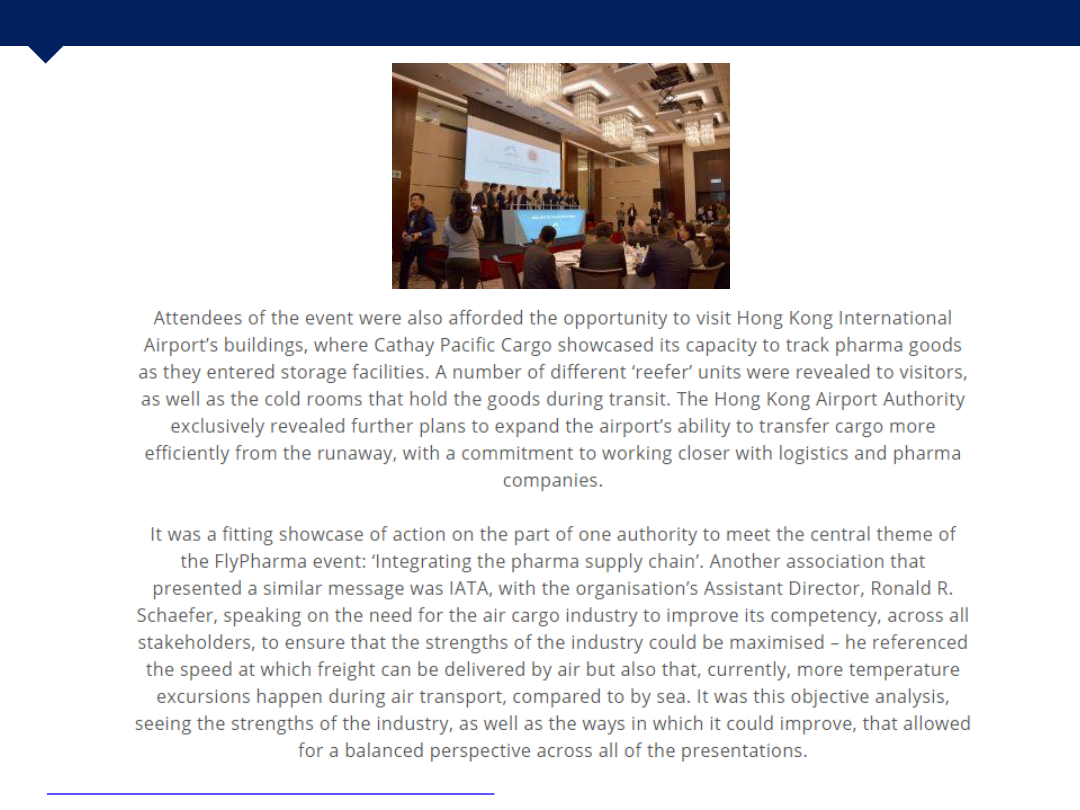 Attendees of the event were also afforded the opportunity to visit Hong Kong International
Airport’s buildings, where Cathay Pacific Cargo showcased its capacity to track pharma goods
as they entered storage facilities. A number of different ‘reefer’ units were revealed to visitors,
as well as the cold rooms that hold the goods during transit. The Hong Kong Airport Authority
exclusively revealed further plans to expand the airport’s ability to transfer cargo more
efficiently from the runaway, with a commitment to working closer with logistics and pharma
companies.
It was a fitting showcase of action on the part of one authority to meet the central theme of
the FlyPharma event: ‘Integrating the pharma supply chain’. Another association that
presented a similar message was IATA, with the organisation’s Assistant Director, Ronald R.
Schaefer, speaking on the need for the air cargo industry to improve its competency, across all
stakeholders, to ensure that the strengths of the industry could be maximised – he referenced
the speed at which freight can be delivered by air but also that, currently, more temperature
excursions happen during air transport, compared to by sea. It was this objective analysis,
seeing the strengths of the industry, as well as the ways in which it could improve, that allowed
for a balanced perspective across all of the presentations.